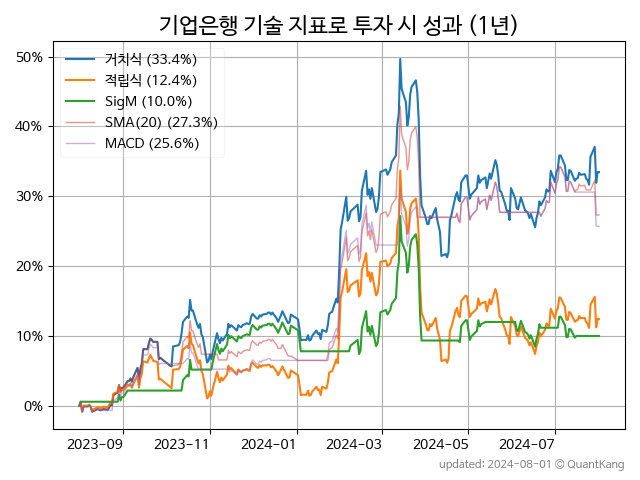 기업은행 기술 지표로 투자 시 성과 (1년)
50%
40%
30%
20%
10%
0%
거치식 (33.4%)
적립식 (12.4%)
SigM (10.0%)
SMA(20) (27.3%)
MACD (25.6%)
2023-09 2023-11 2024-01 2024-03 2024-05 2024-07
updated: 2024-08-01 © QuantKang